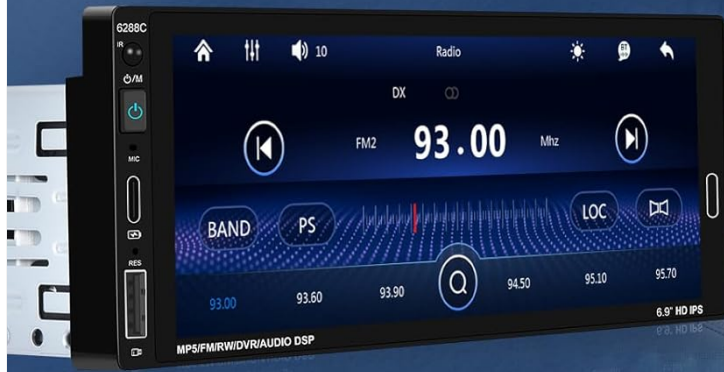 6288C
IR
⏻/M
MIC
RES
10
Radio
BT
DX
FM2
93.00
Mhz
BAND
PS
LOC
93.00
93.60
93.90
94.50
95.10
95.70
MP5/FM/RW/DVR/AUDIO DSP
6.9" HD IPS